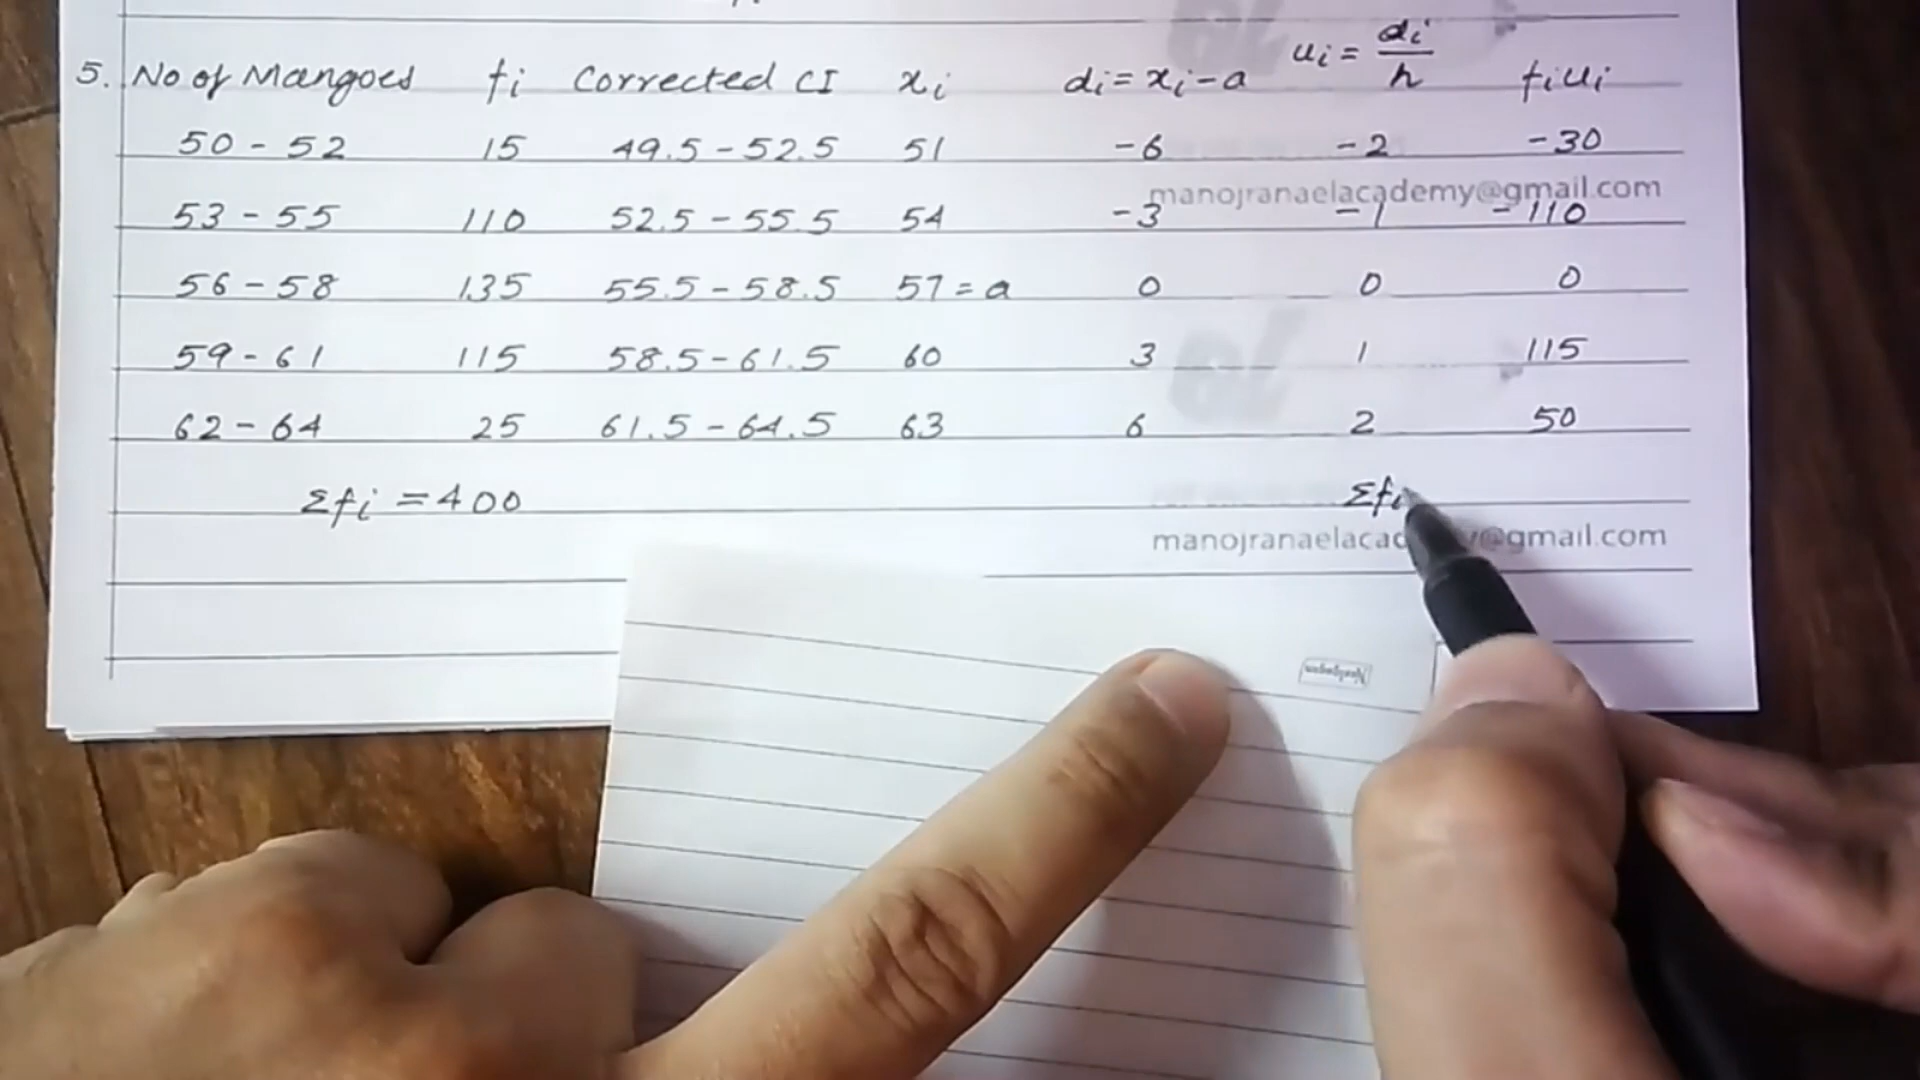 5. No of Mangoes fi Corrected CI xi di = xi - a ui = di/h fiui
50 - 52 15 49.5 - 52.5 51 -6 -2 -30
manojranaelacademy@gmail.com
53 - 55 110 52.5 - 55.5 54 -3 -1 -110
56 - 58 135 55.5 - 58.5 57 = a 0 0 0
59 - 61 115 58.5 - 61.5 60 3 1 115
62 - 64 25 61.5 - 64.5 63 6 2 50
Σfi = 400 Σfi